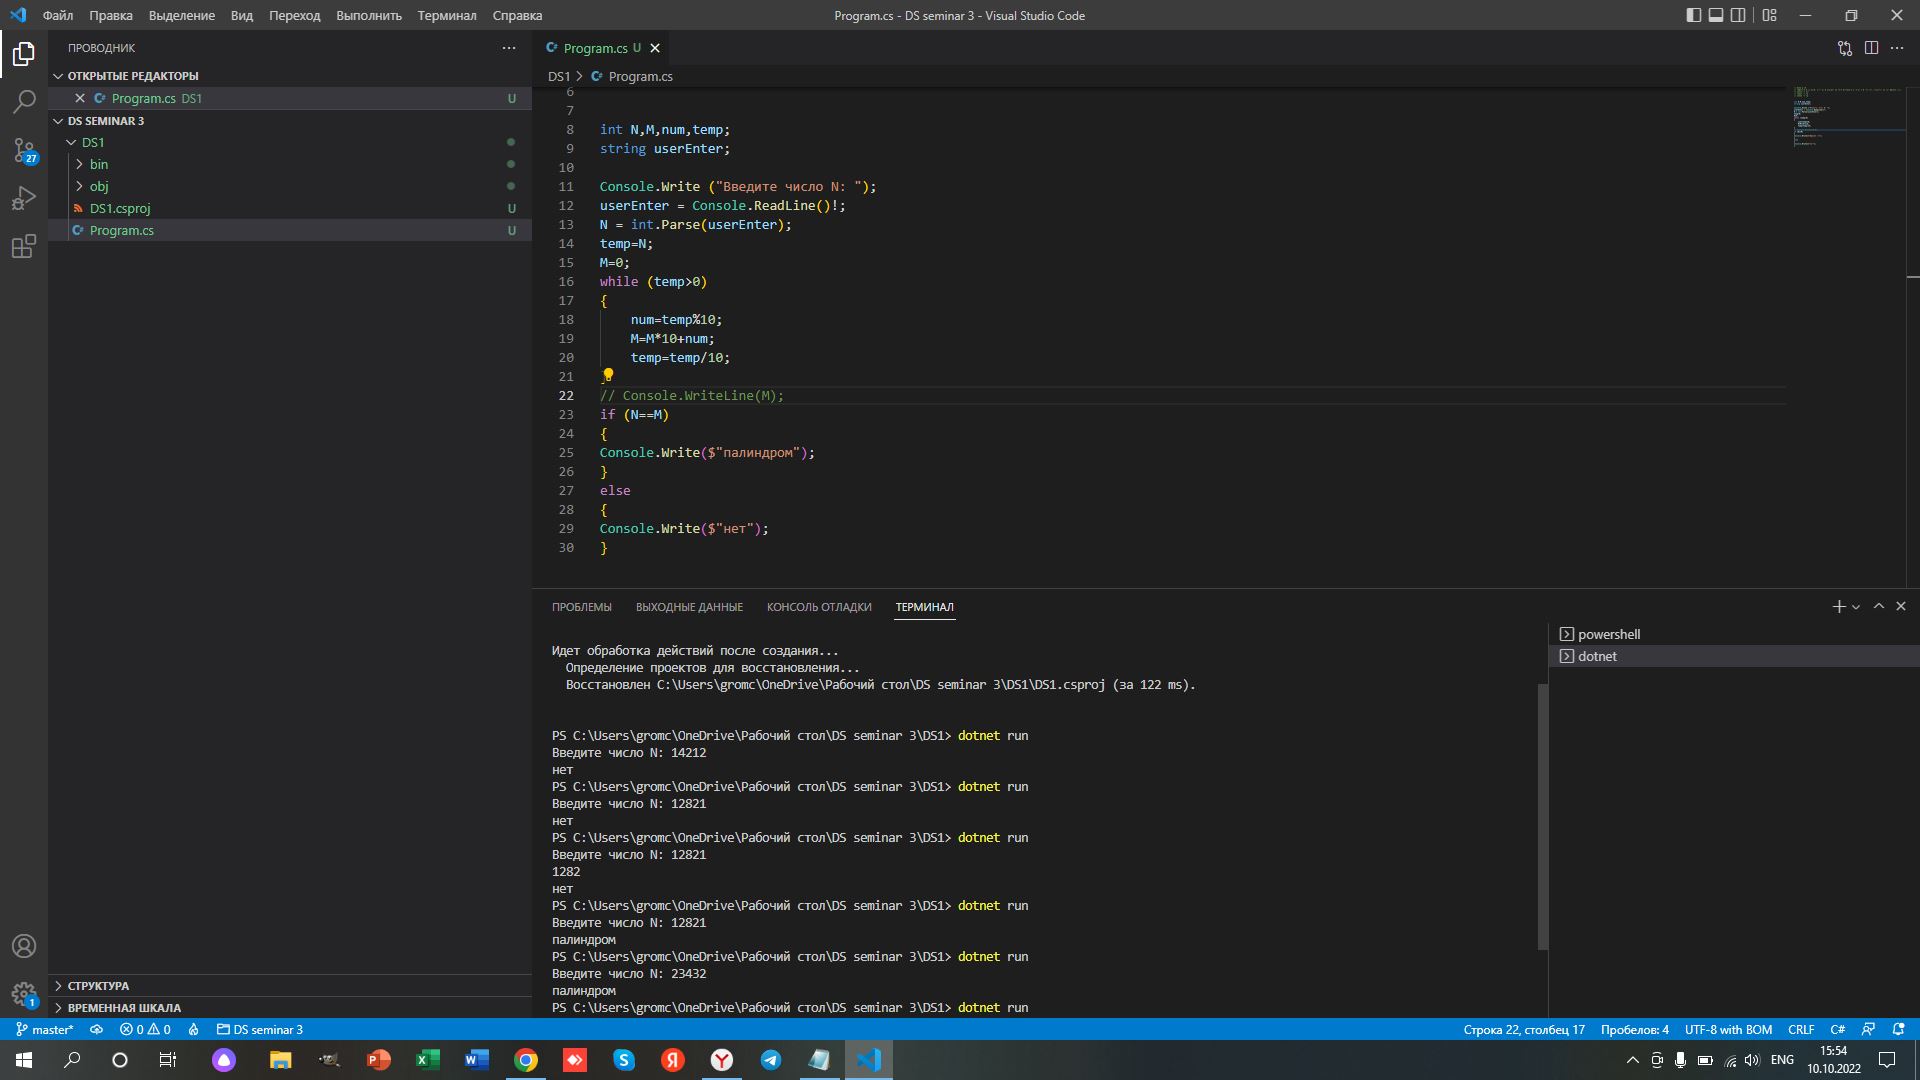 Файл Правка Выделение Вид Переход Выполнить Терминал Справка
Program.cs - DS seminar 3 - Visual Studio Code
ПРОВОДНИК
ОТКРЫТЫЕ РЕДАКТОРЫ
Program.cs DS1 U
DS SEMINAR 3
DS1
bin
obj
DS1.csproj U
Program.cs U
27
СТРУКТУРА
ВРЕМЕННАЯ ШКАЛА
1
Program.cs U
DS1 > Program.cs
6
7
8 int N,M,num,temp;
9 string userEnter;
10
11 Console.Write ("Введите число N: ");
12 userEnter = Console.ReadLine()!;
13 N = int.Parse(userEnter);
14 temp=N;
15 M=0;
16 while (temp>0)
17 {
18 num=temp%10;
19 M=M*10+num;
20 temp=temp/10;
21 }
22 // Console.WriteLine(M);
23 if (N==M)
24 {
25 Console.Write($"палиндром");
26 }
27 else
28 {
29 Console.Write($"нет");
30 }
ПРОБЛЕМЫ ВЫХОДНЫЕ ДАННЫЕ КОНСОЛЬ ОТЛАДКИ ТЕРМИНАЛ
Идет обработка действий после создания...
Определение проектов для восстановления...
Восстановлен C:\Users\gromc\OneDrive\Рабочий стол\DS seminar 3\DS1\DS1.csproj (за 122 ms).
PS C:\Users\gromc\OneDrive\Рабочий стол\DS seminar 3\DS1> dotnet run
Введите число N: 14212
нет
PS C:\Users\gromc\OneDrive\Рабочий стол\DS seminar 3\DS1> dotnet run
Введите число N: 12821
нет
PS C:\Users\gromc\OneDrive\Рабочий стол\DS seminar 3\DS1> dotnet run
Введите число N: 12821
1282
нет
PS C:\Users\gromc\OneDrive\Рабочий стол\DS seminar 3\DS1> dotnet run
Введите число N: 12821
палиндром
PS C:\Users\gromc\OneDrive\Рабочий стол\DS seminar 3\DS1> dotnet run
Введите число N: 23432
палиндром
PS C:\Users\gromc\OneDrive\Рабочий стол\DS seminar 3\DS1> dotnet run
powershell
dotnet
master* 0 0 DS seminar 3
Строка 22, столбец 17 Пробелов: 4 UTF-8 with BOM CRLF C#
ENG
15:54
10.10.2022